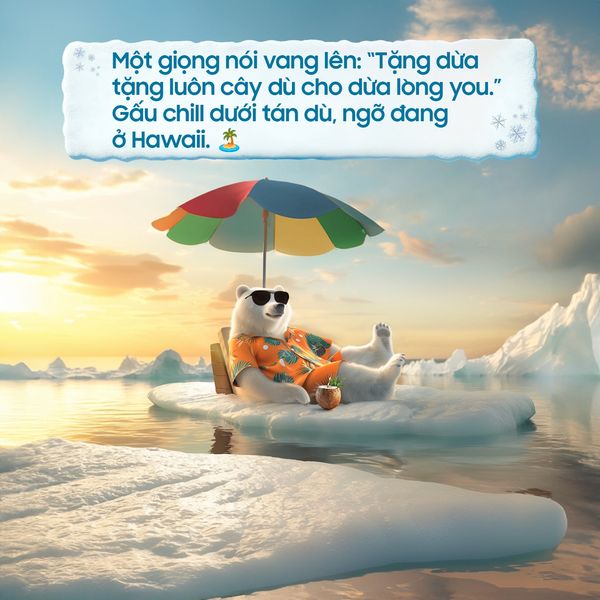 Một giọng nói vang lên: “Tặng dừa
tặng luôn cây dù cho dừa lòng you.”
Gấu chill dưới tán dù, ngỡ đang
ở Hawaii. 🏝️